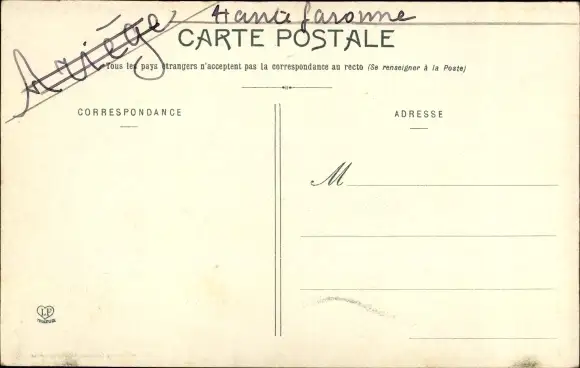 Haute garonne
Ariège
CARTE POSTALE
Tous les pays étrangers n'acceptent pas la correspondance au recto (Se renseigner à la Poste)
CORRESPONDANCE
ADRESSE
M